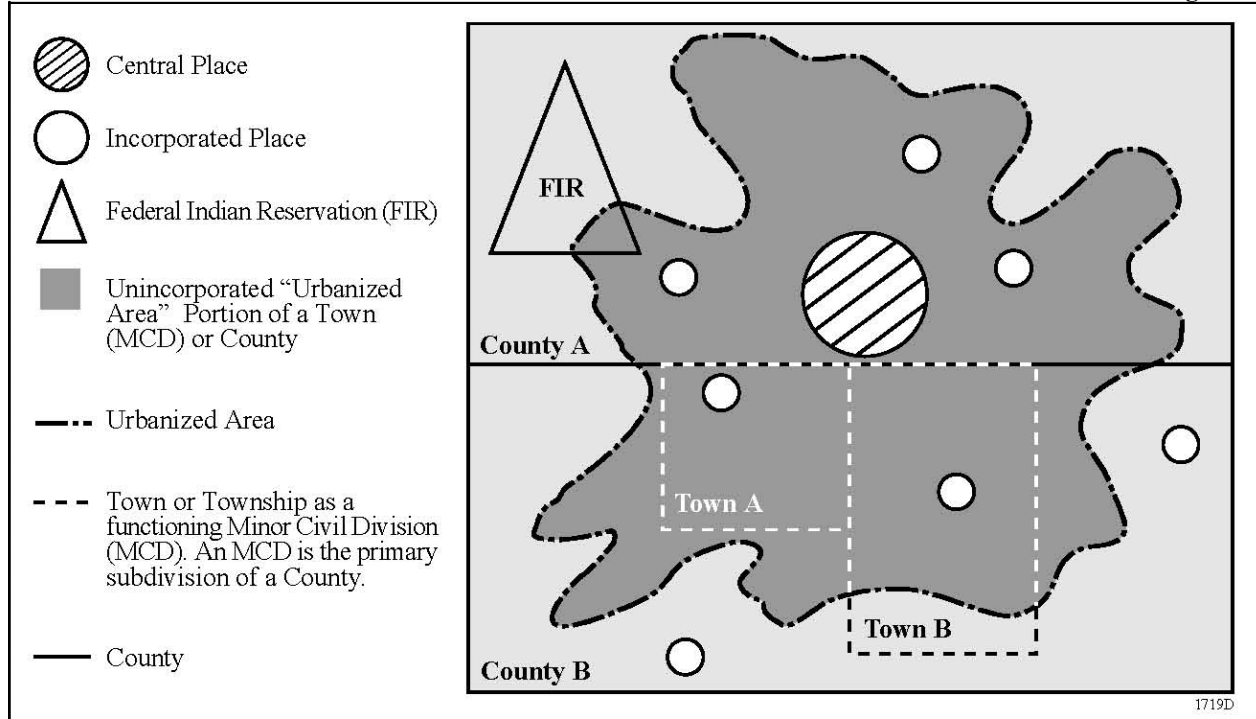 Central Place
Incorporated Place
Federal Indian Reservation (FIR)
Unincorporated “Urbanized
Area” Portion of a Town
(MCD) or County
Urbanized Area
Town or Township as a
functioning Minor Civil Division
(MCD). An MCD is the primary
subdivision of a County.
County
FIR
County A
Town A
Town B
County B
1719D